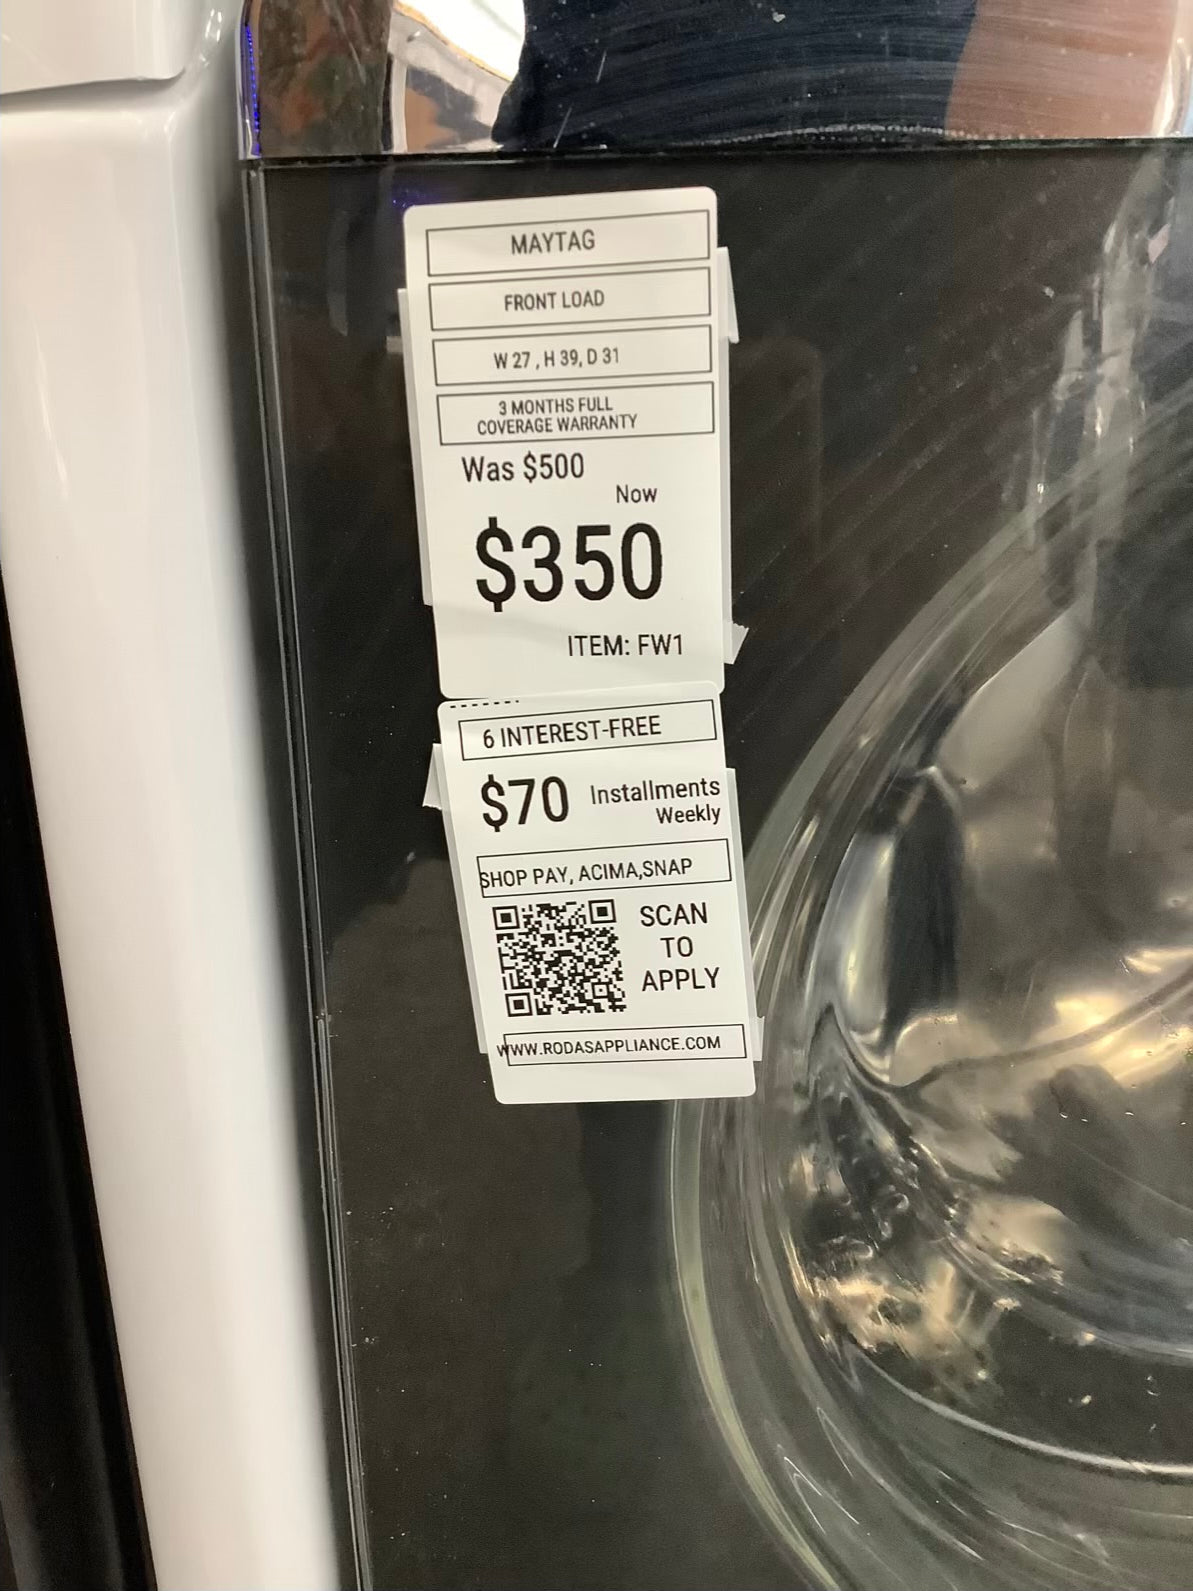 MAYTAG
FRONT LOAD
W 27 , H 39, D 31
3 MONTHS FULL
COVERAGE WARRANTY
Was $500
Now
$350
ITEM: FW1
6 INTEREST-FREE
$70 Installments
Weekly
SHOP PAY, ACIMA,SNAP
SCAN
TO
APPLY
WWW.RODASAPPLIANCE.COM